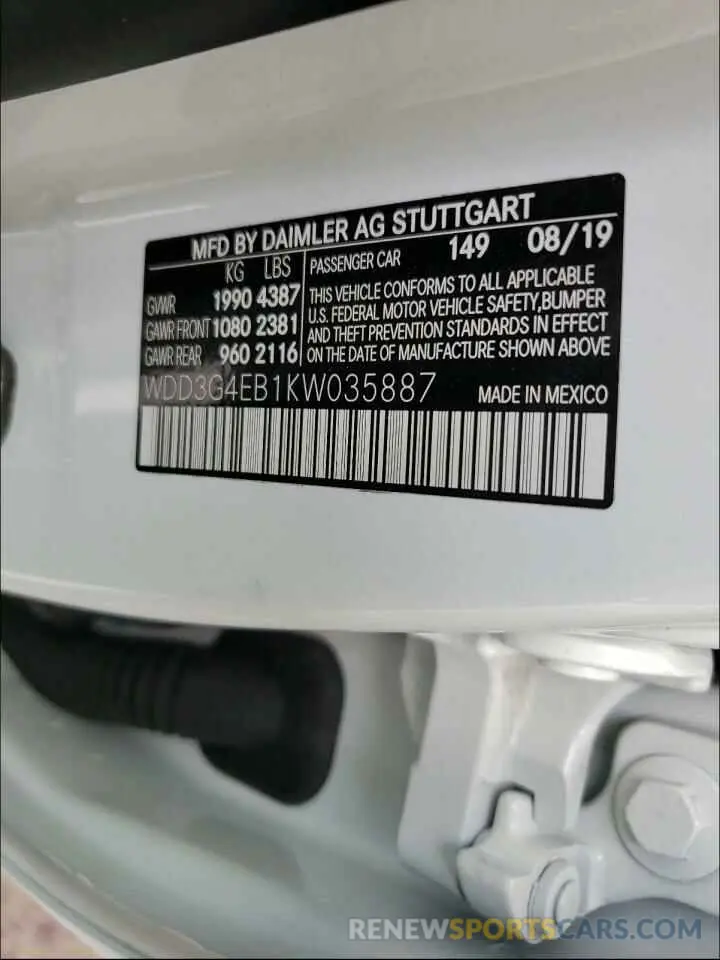 MFD BY DAIMLER AG STUTTGART
KG LBS
GVWR 1990 4387
GAWR FRONT 1080 2381
GAWR REAR 960 2116
PASSENGER CAR 149 08/19
THIS VEHICLE CONFORMS TO ALL APPLICABLE
U.S. FEDERAL MOTOR VEHICLE SAFETY, BUMPER
AND THEFT PREVENTION STANDARDS IN EFFECT
ON THE DATE OF MANUFACTURE SHOWN ABOVE
WDD3G4EB1KW035887
MADE IN MEXICO
RENEWSPORTSCARS.COM